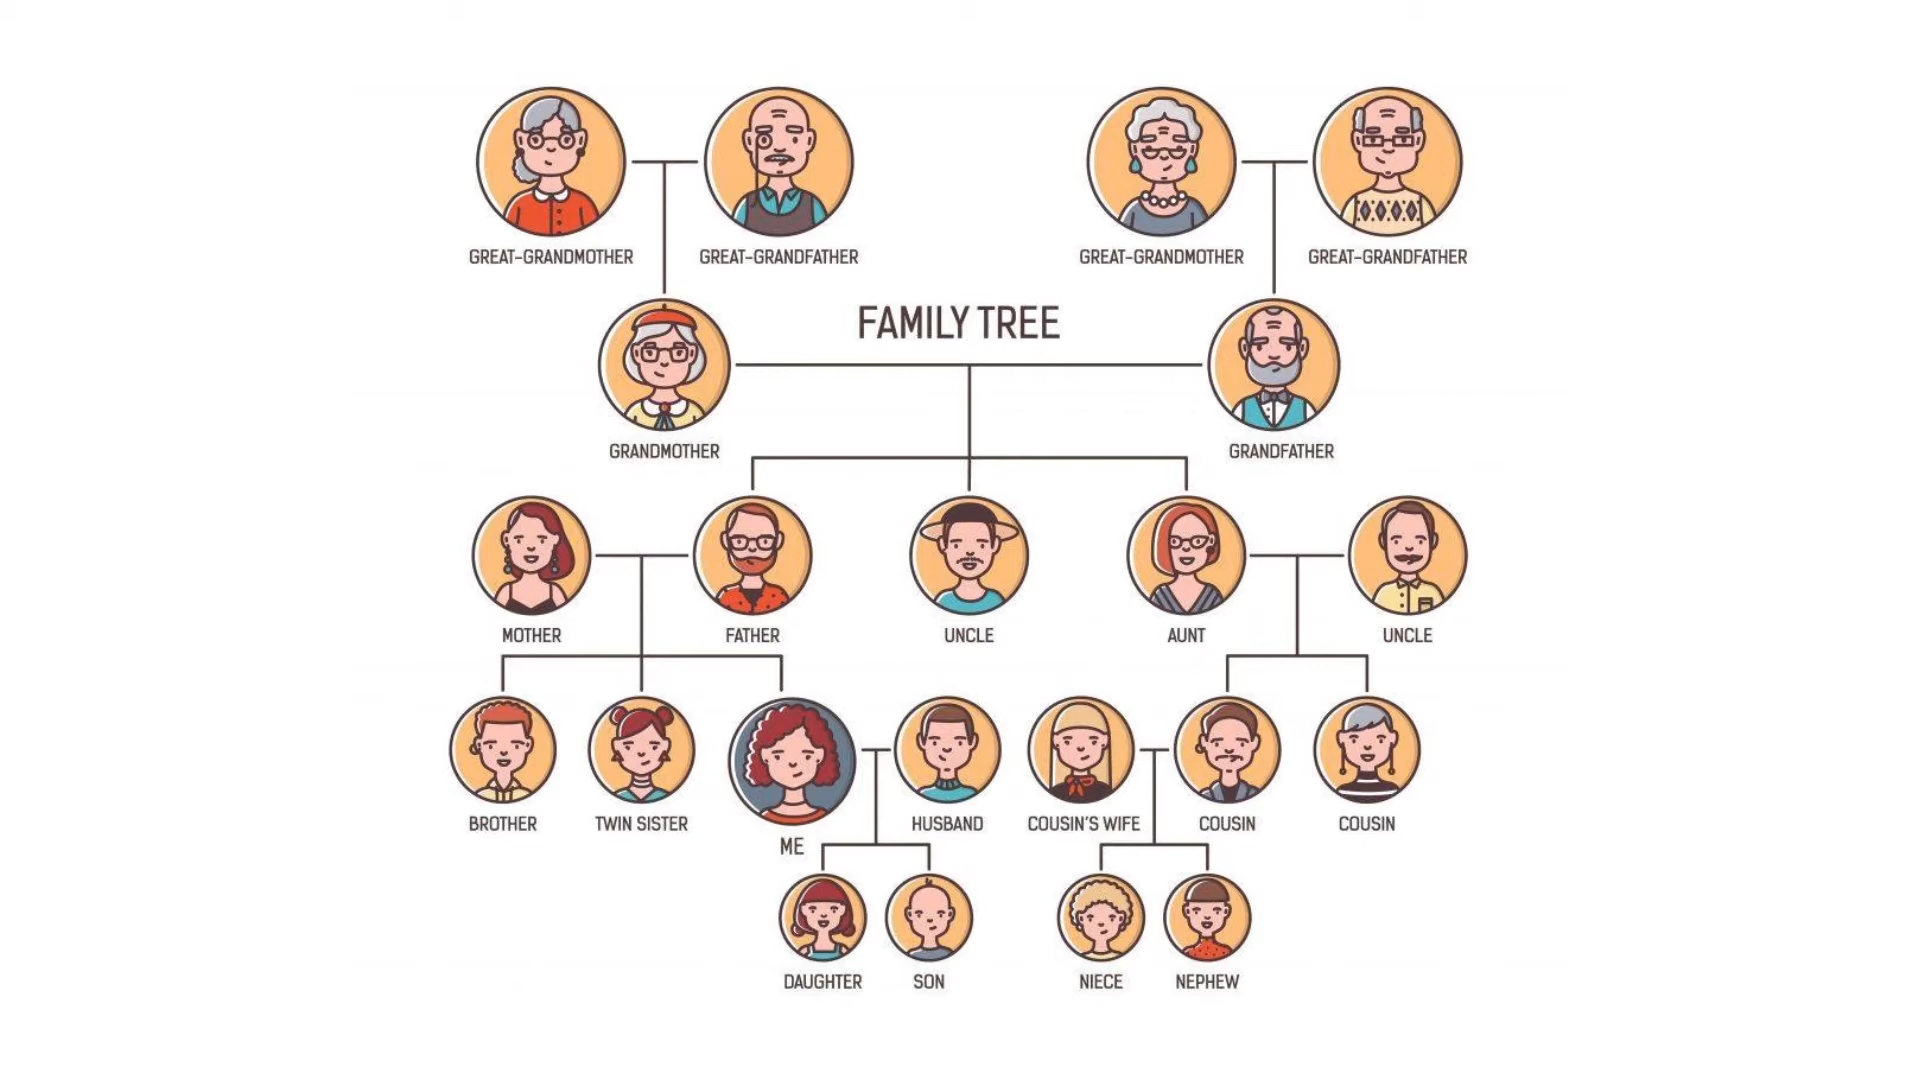 GREAT-GRANDMOTHER
GREAT-GRANDFATHER
GREAT-GRANDMOTHER
GREAT-GRANDFATHER
FAMILY TREE
GRANDMOTHER
GRANDFATHER
MOTHER
FATHER
UNCLE
AUNT
UNCLE
BROTHER
TWIN SISTER
ME
HUSBAND
COUSIN'S WIFE
COUSIN
COUSIN
DAUGHTER
SON
NIECE
NEPHEW